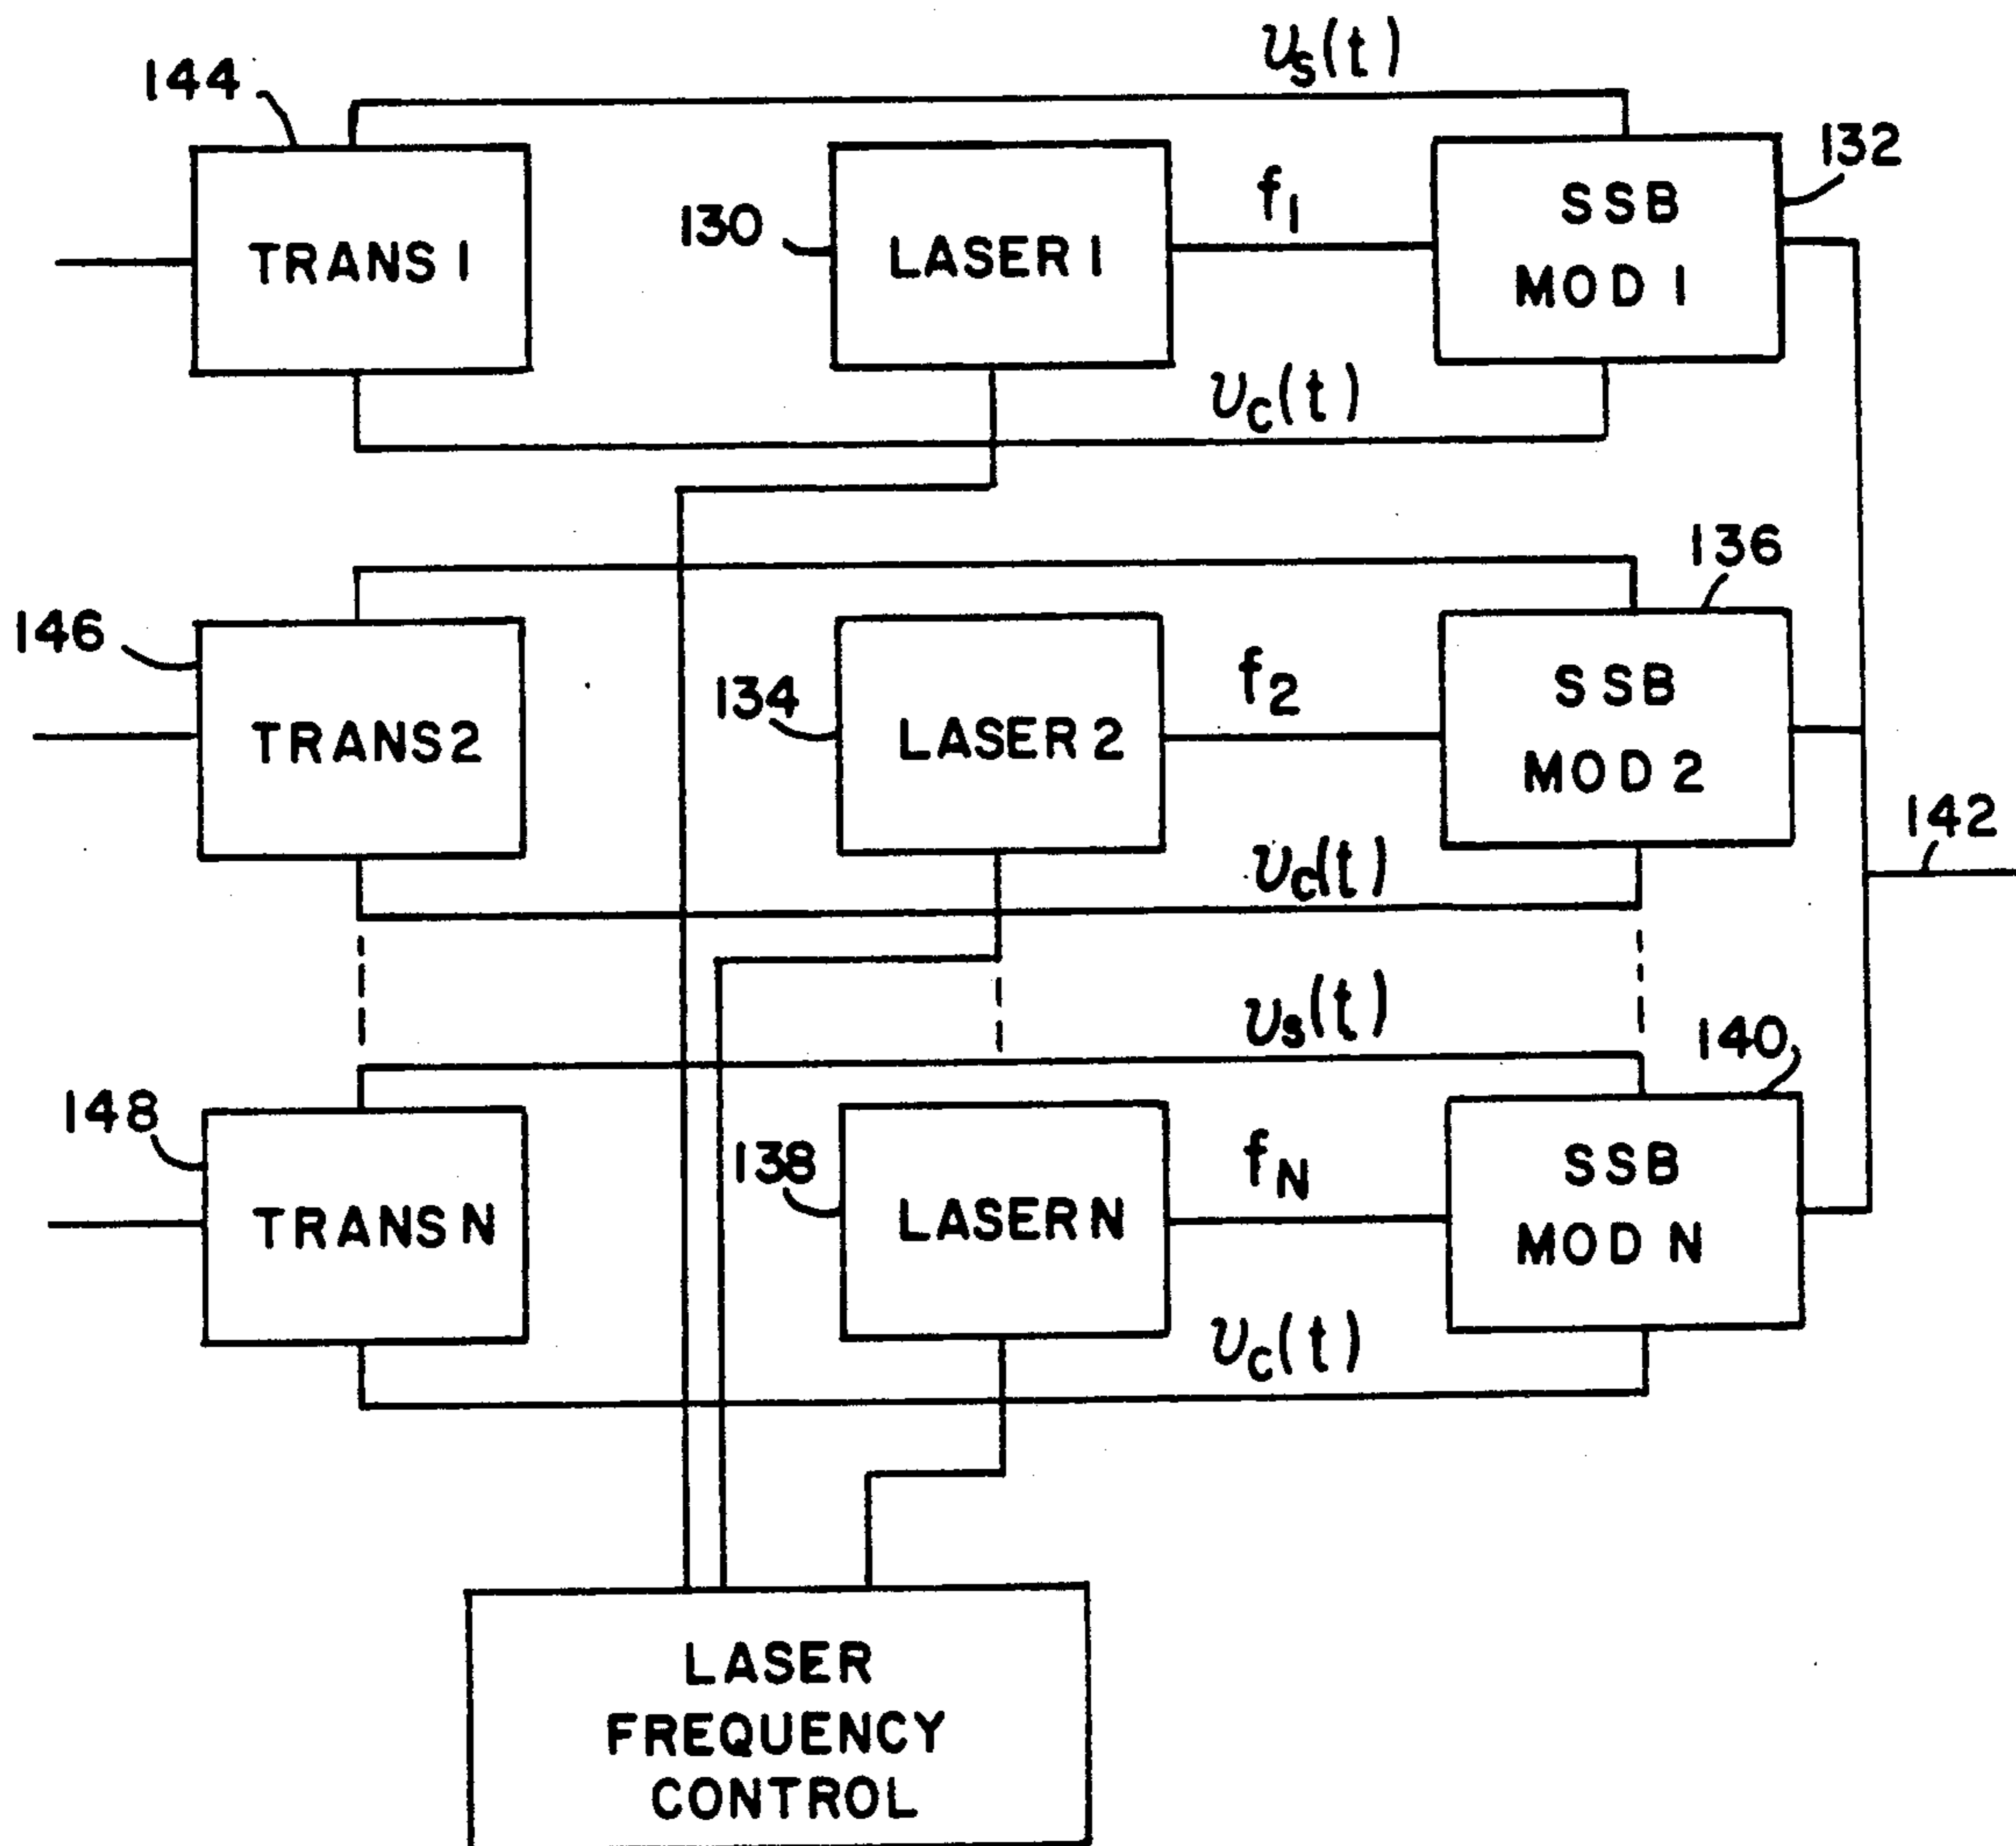 υs(t)
144
132
TRANS 1
130
LASER 1
f1
SSB
MOD 1
υc(t)
136
146
TRANS2
134
LASER 2
f2
SSB
MOD 2
142
υc(t)
υs(t)
140
148
TRANS N
138
LASER N
fN
SSB
MOD N
υc(t)
LASER
FREQUENCY
CONTROL